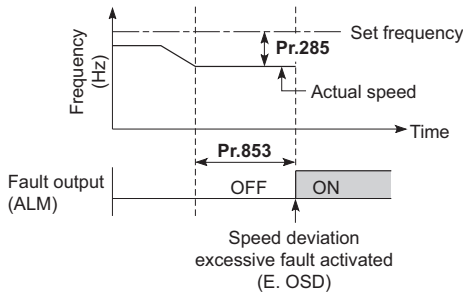 Set frequency
Pr.285
Frequency
(Hz)
Actual speed
Time
Pr.853
Fault output
(ALM)
OFF
ON
Speed deviation
excessive fault activated
(E. OSD)